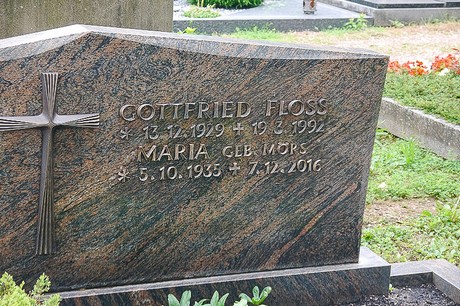 GOTTFRIED FLOSS
* 13.12.1929 + 19.3.1992
MARIA GEB. MÖRS
* 5.10.1935 + 7.12.2016